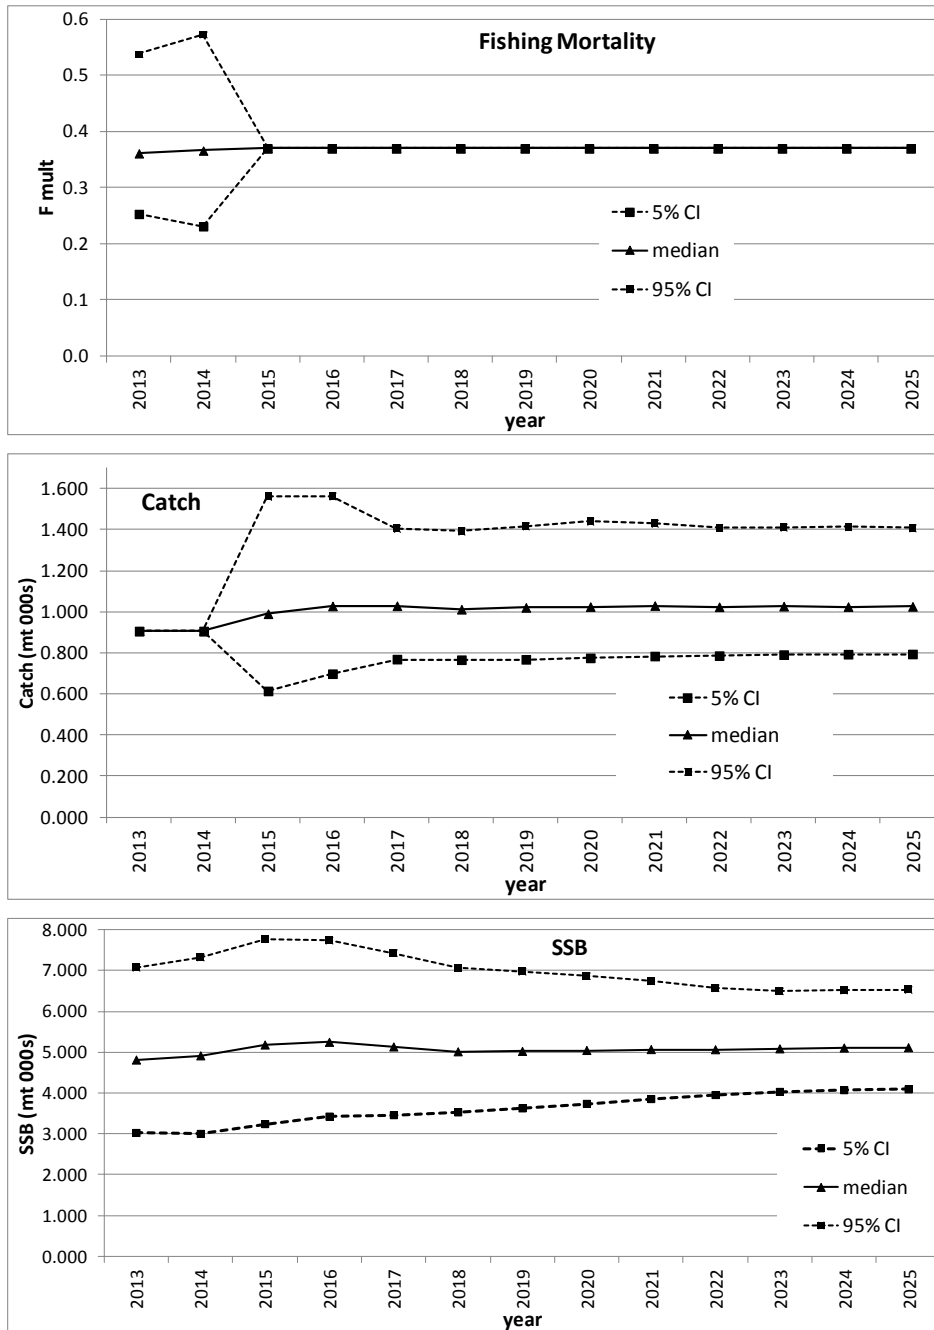 Fishing Mortality
F mult
0.6
0.5
0.4
0.3
0.2
0.1
0.0
5% CI
median
95% CI
2013 2014 2015 2016 2017 2018 2019 2020 2021 2022 2023 2024 2025
year
Catch
Catch (mt 000s)
1.600
1.400
1.200
1.000
0.800
0.600
0.400
0.200
0.000
5% CI
median
95% CI
2013 2014 2015 2016 2017 2018 2019 2020 2021 2022 2023 2024 2025
year
SSB
SSB (mt 000s)
8.000
7.000
6.000
5.000
4.000
3.000
2.000
1.000
0.000
5% CI
median
95% CI
2013 2014 2015 2016 2017 2018 2019 2020 2021 2022 2023 2024 2025
year